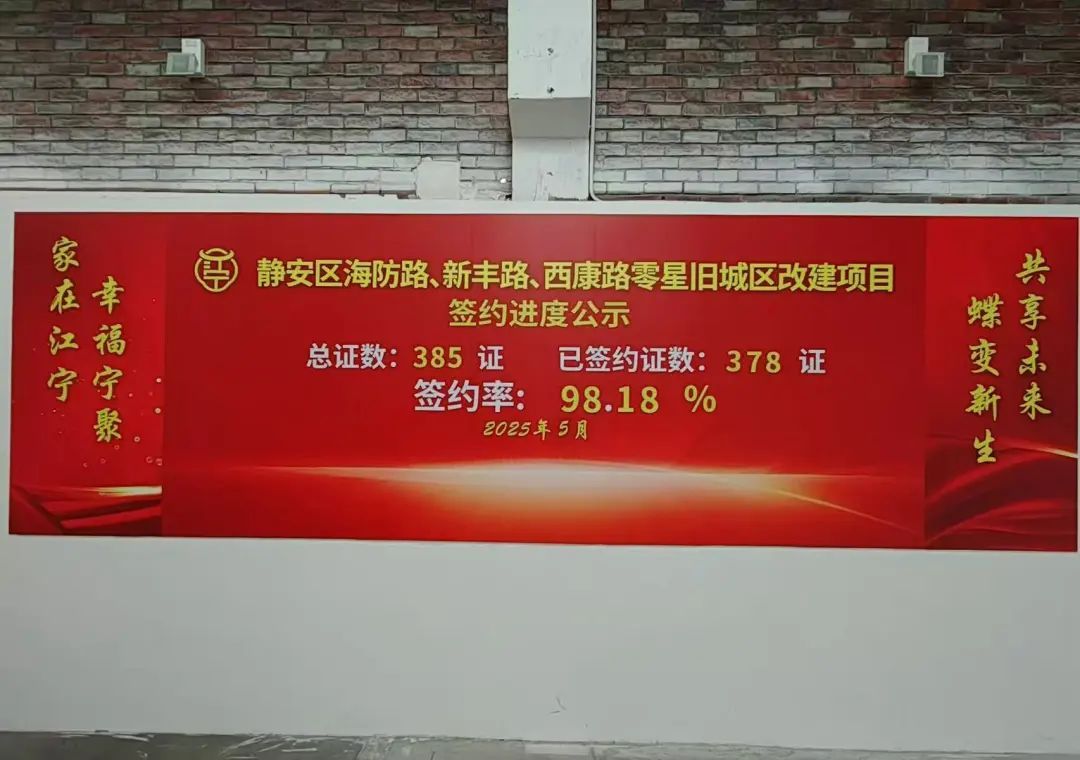 家在江宁
幸福宁聚
静安区海防路、新丰路、西康路零星旧城区改建项目
签约进度公示
总证数：385 证 已签约证数：378 证
签约率：98.18 %
2025年5月
共享未来
蝶变新生